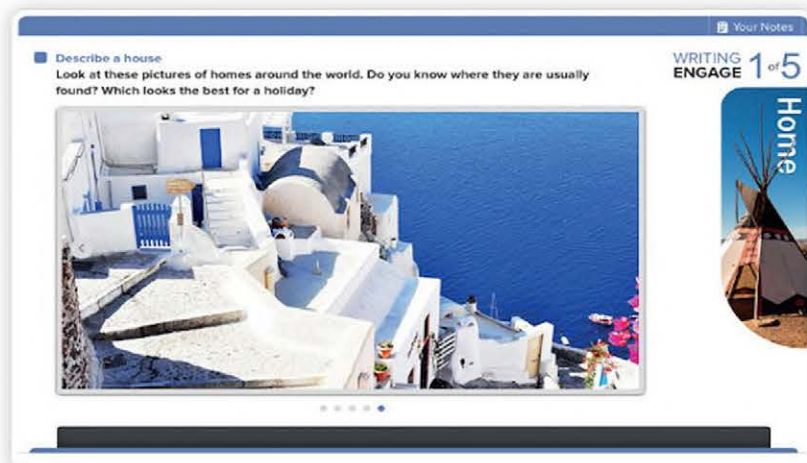 Your Notes
Describe a house
Look at these pictures of homes around the world. Do you know where they are usually
found? Which looks the best for a holiday?
WRITING
ENGAGE 1 of 5
Home